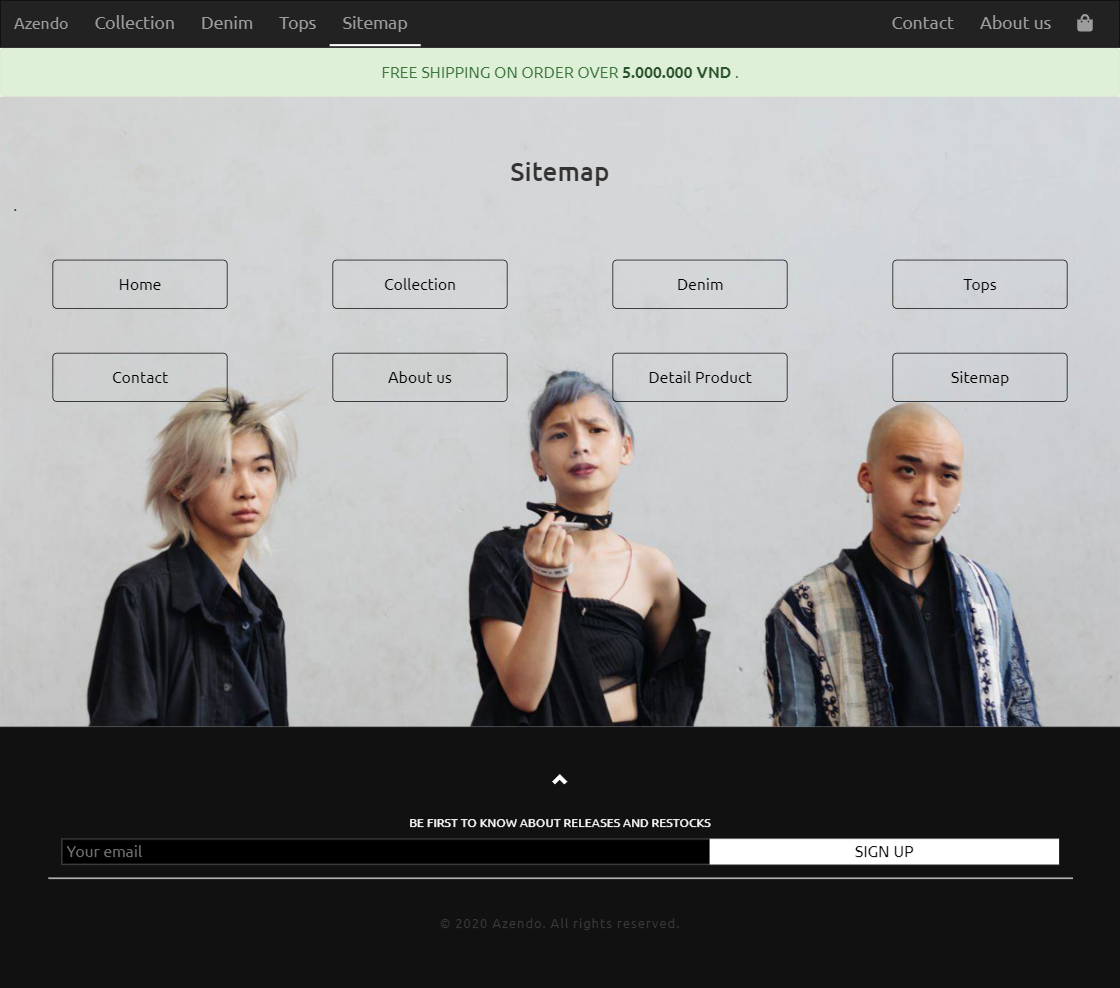 Azendo Collection Denim Tops Sitemap Contact About us
FREE SHIPPING ON ORDER OVER 5.000.000 VND .
Sitemap
.
Home Collection Denim Tops
Contact About us Detail Product Sitemap
BE FIRST TO KNOW ABOUT RELEASES AND RESTOCKS
Your email SIGN UP
© 2020 Azendo. All rights reserved.